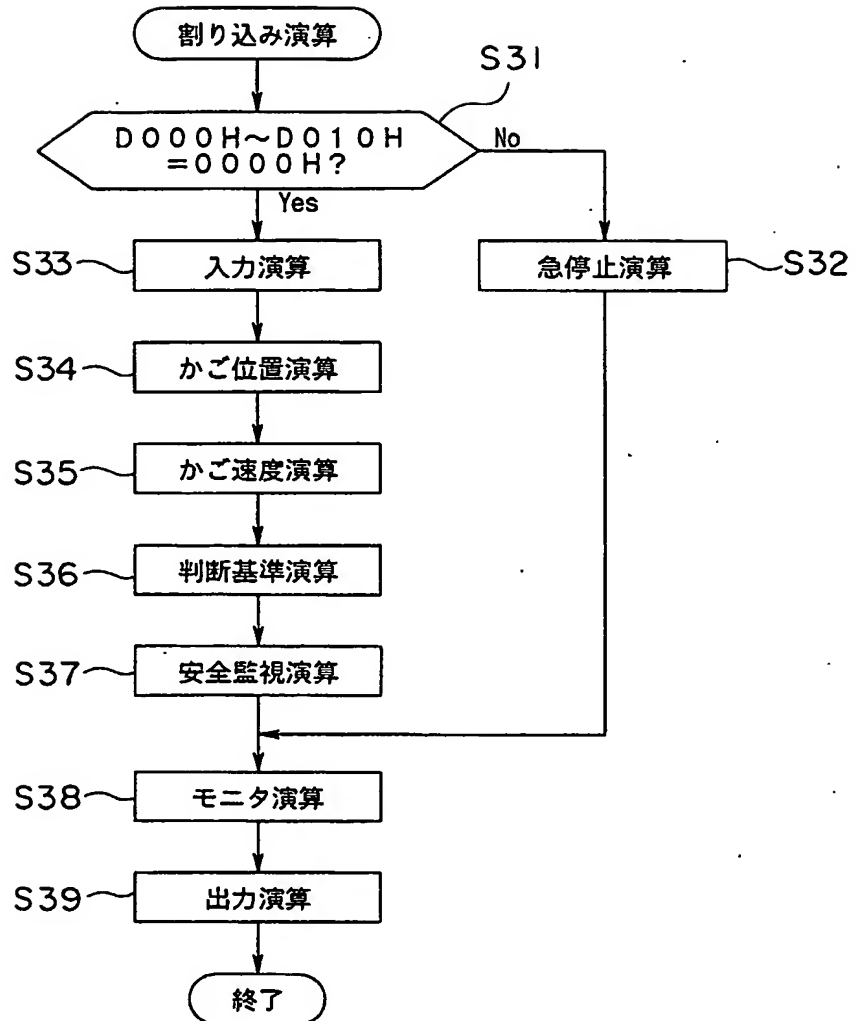 割り込み演算
S31
D000H～D010H
=0000H?
No
Yes
S33
入力演算
急停止演算
S32
S34
かご位置演算
S35
かご速度演算
S36
判断基準演算
S37
安全監視演算
S38
モニタ演算
S39
出力演算
終了